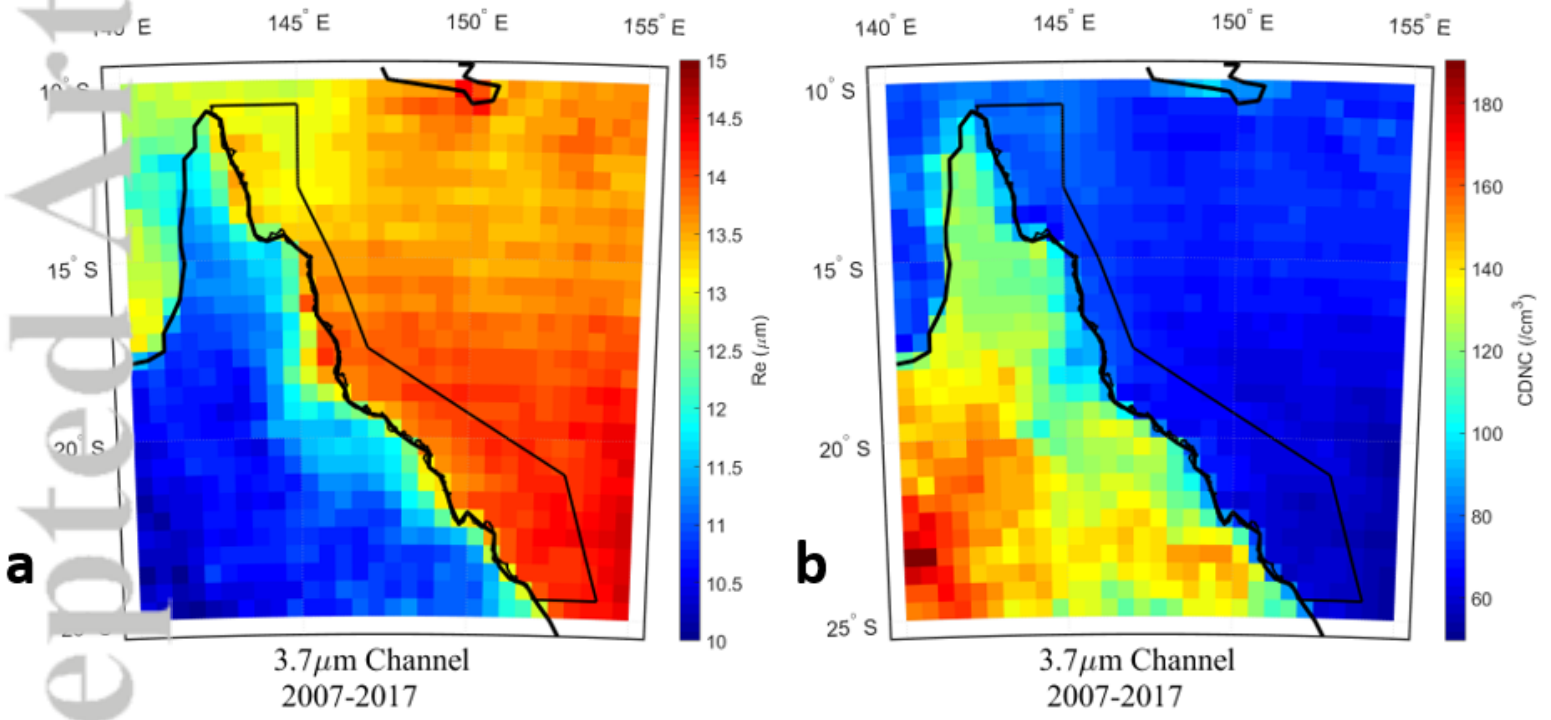 145° E 150° E 155° E
140° E 145° E 150° E 155° E
15
14.5
14
13.5
13
12.5
12
11.5
11
10.5
10
Re (μm)
15° S
20° S
a
3.7μm Channel
2007-2017
10° S
15° S
20° S
25° S
180
160
140
120
100
80
60
CDNC (/cm³)
b
3.7μm Channel
2007-2017